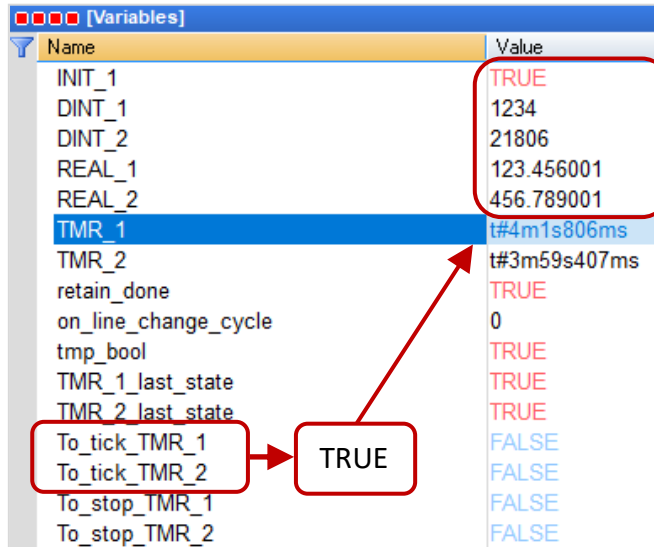 [Variables]
Name Value
INIT_1 TRUE
DINT_1 1234
DINT_2 21806
REAL_1 123.456001
REAL_2 456.789001
TMR_1 t#4m1s806ms
TMR_2 t#3m59s407ms
retain_done TRUE
on_line_change_cycle 0
tmp_bool TRUE
TMR_1_last_state TRUE
TMR_2_last_state TRUE
To_tick_TMR_1 FALSE
TRUE
To_tick_TMR_2 FALSE
To_stop_TMR_1 FALSE
To_stop_TMR_2 FALSE